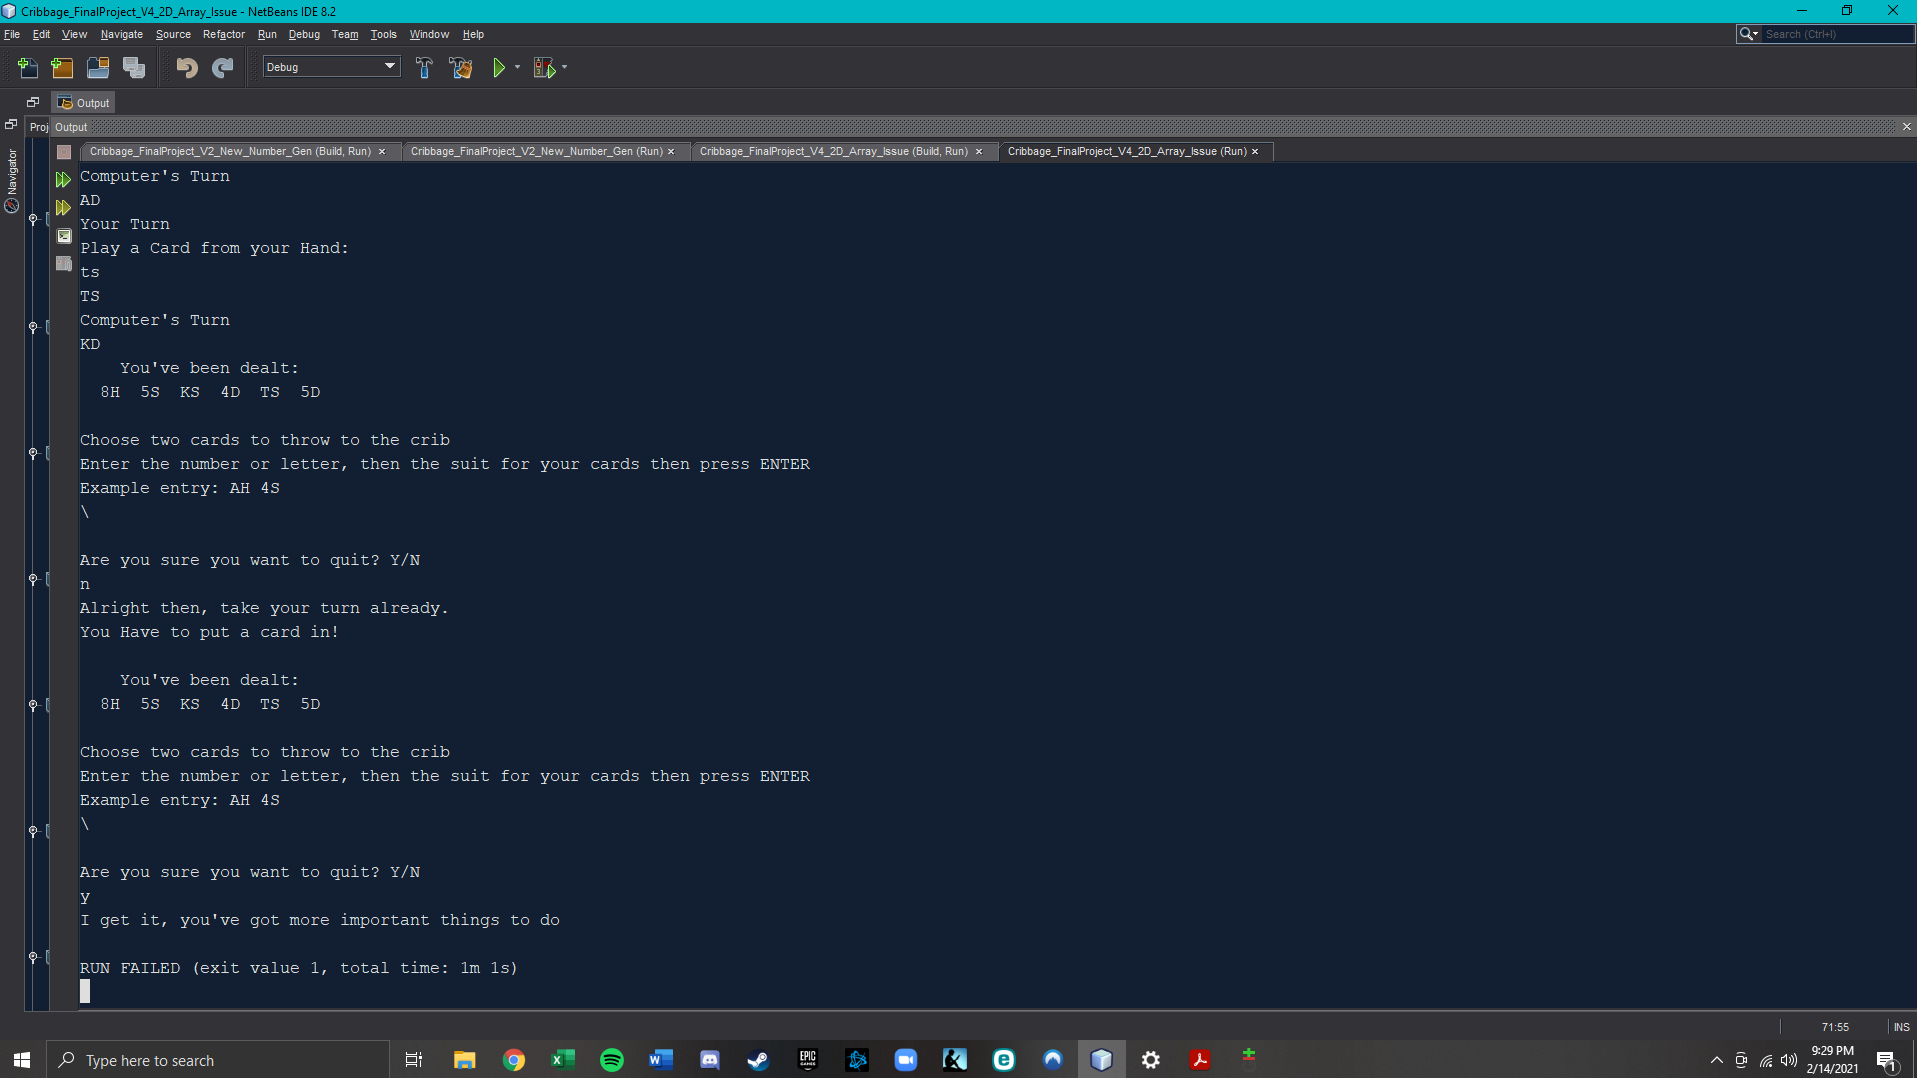 Cribbage_FinalProject_V4_2D_Array_Issue - NetBeans IDE 8.2
File Edit View Navigate Source Refactor Run Debug Team Tools Window Help
Search (Ctrl+I)
Debug
Output
Proj
Output
Navigator
Cribbage_FinalProject_V2_New_Number_Gen (Build, Run) Cribbage_FinalProject_V2_New_Number_Gen (Run) Cribbage_FinalProject_V4_2D_Array_Issue (Build, Run) Cribbage_FinalProject_V4_2D_Array_Issue (Run)
Computer's Turn
AD
Your Turn
Play a Card from your Hand:
ts
TS
Computer's Turn
KD
You've been dealt:
8H 5S KS 4D TS 5D
Choose two cards to throw to the crib
Enter the number or letter, then the suit for your cards then press ENTER
Example entry: AH 4S
\
Are you sure you want to quit? Y/N
n
Alright then, take your turn already.
You Have to put a card in!
You've been dealt:
8H 5S KS 4D TS 5D
Choose two cards to throw to the crib
Enter the number or letter, then the suit for your cards then press ENTER
Example entry: AH 4S
\
Are you sure you want to quit? Y/N
y
I get it, you've got more important things to do
RUN FAILED (exit value 1, total time: 1m 1s)
71:55 INS
Type here to search
EPIC GAMES
9:29 PM
2/14/2021
1